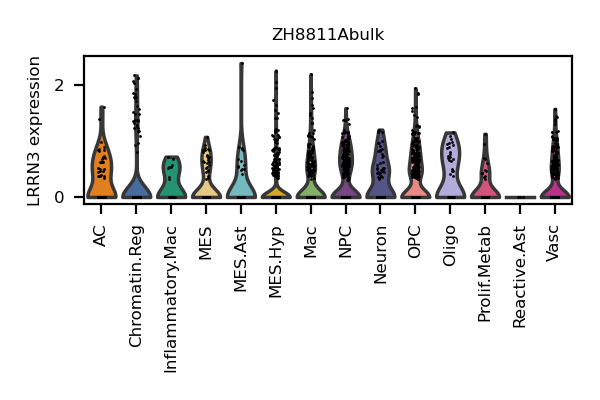 ZH8811Abulk
LRRN3 expression
2
0
AC
Chromatin.Reg
Inflammatory.Mac
MES
MES.Ast
MES.Hyp
Mac
NPC
Neuron
OPC
Oligo
Prolif.Metab
Reactive.Ast
Vasc